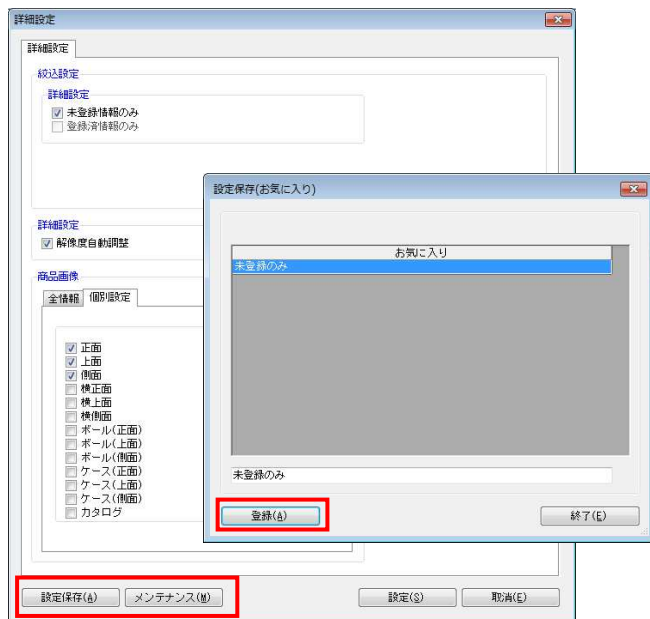 詳細設定
詳細設定
絞込設定
詳細設定
未登録情報のみ
登録済情報のみ
詳細設定
解像度自動調整
商品画像
全情報 個別設定
正面
上面
側面
横正面
横上面
横側面
ボール(正面)
ボール(上面)
ボール(側面)
ケース(正面)
ケース(上面)
ケース(側面)
カタログ
設定保存(A) メンテナンス(M) 設定(S) 取消(E)
設定保存(お気に入り)
お気に入り
未登録のみ
未登録のみ
登録(A) 終了(E)